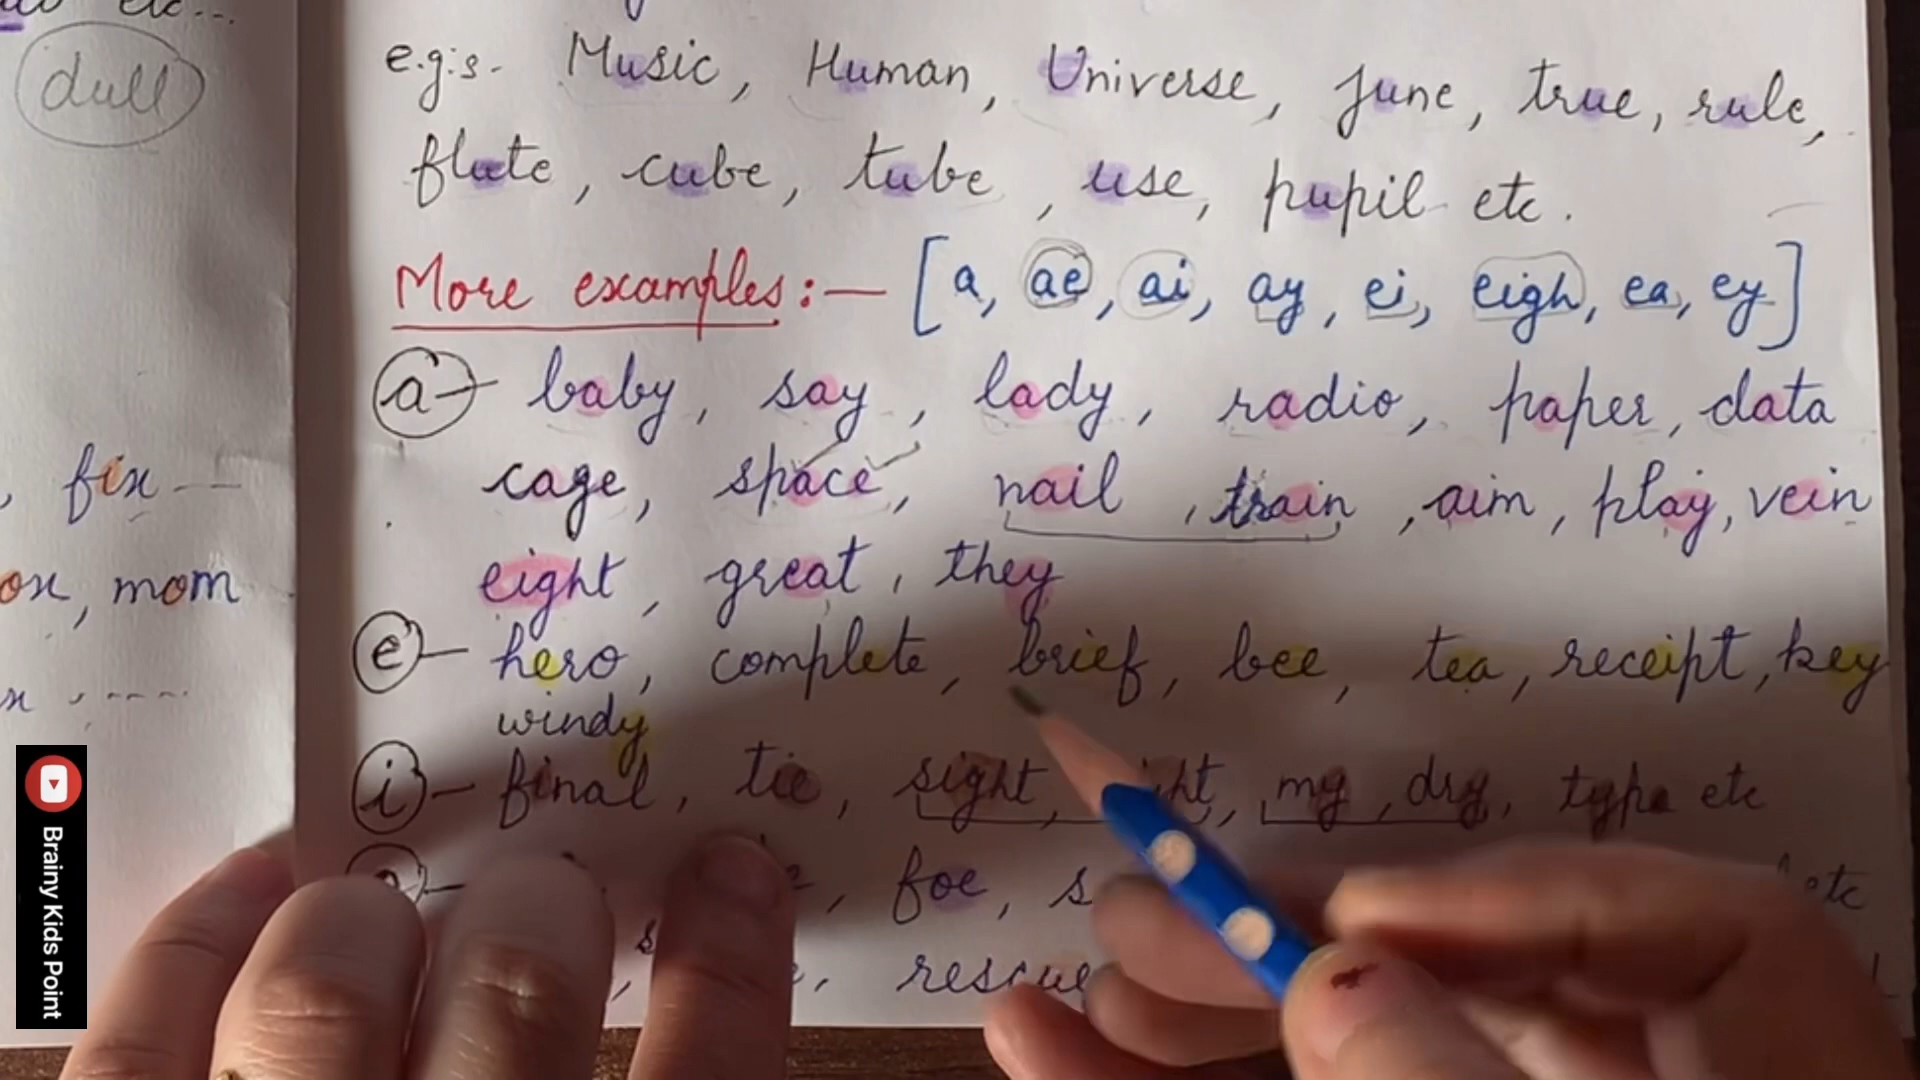 etc...
dull
, fix
ox, mom
e.g.s. Music, Human, Universe, June, true, rule,
flute, cube, tube, use, pupil etc.
More examples:— [a, ae, ai, ay, ei, eigh, ea, ey]
a— baby, say, lady, radio, paper, data
cage, space, nail, train, aim, play, vein
eight, great, they
e— hero, complete, brief, bee, tea, receipt, key
windy
i— final, tie, sight, my, dry, type etc
foe, etc
rescue
Brainy Kids Point